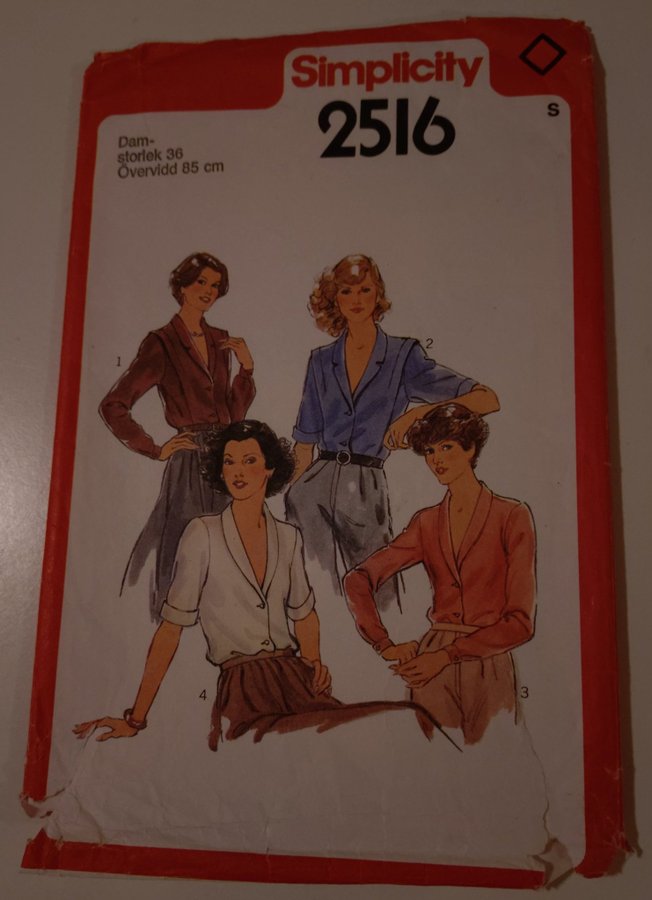 Simplicity
2516
S
Dam-
storlek 36
Övervidd 85 cm
1
2
4
3